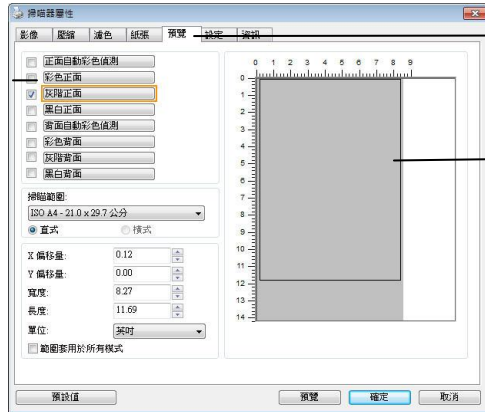 掃瞄器屬性
影像 壓縮 濾色 紙張 預覽 設定 資訊
正面自動彩色偵測
彩色正面
灰階正面
黑白正面
背面自動彩色偵測
彩色背面
灰階背面
黑白背面
掃瞄範圍:
ISO A4 - 21.0 x 29.7 公分
直式 橫式
X 偏移量: 0.12
Y 偏移量: 0.00
寬度: 8.27
長度: 11.69
單位: 英吋
範圍套用於所有模式
0 1 2 3 4 5 6 7 8 9
0
1
2
3
4
5
6
7
8
9
10
11
12
13
14
預設值 預覽 確定 取消